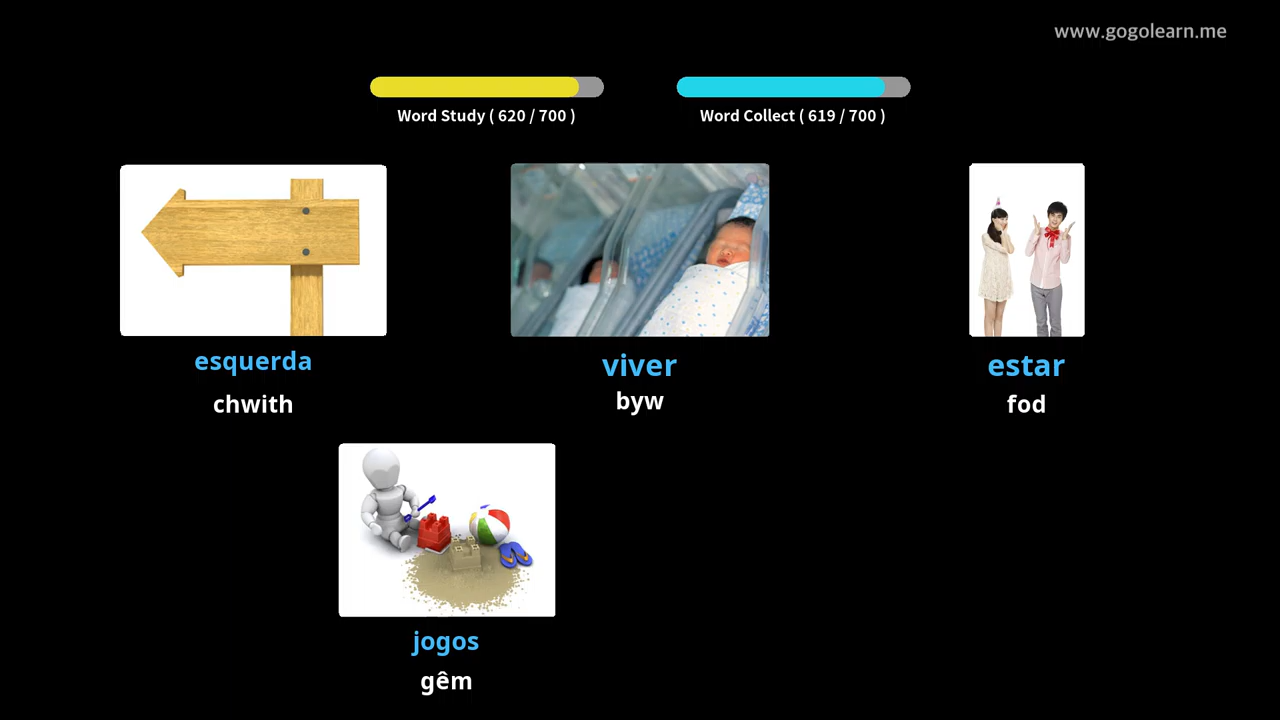 www.gogolearn.me
Word Study ( 620 / 700 )
Word Collect ( 619 / 700 )
esquerda
chwith
viver
byw
estar
fod
jogos
gêm